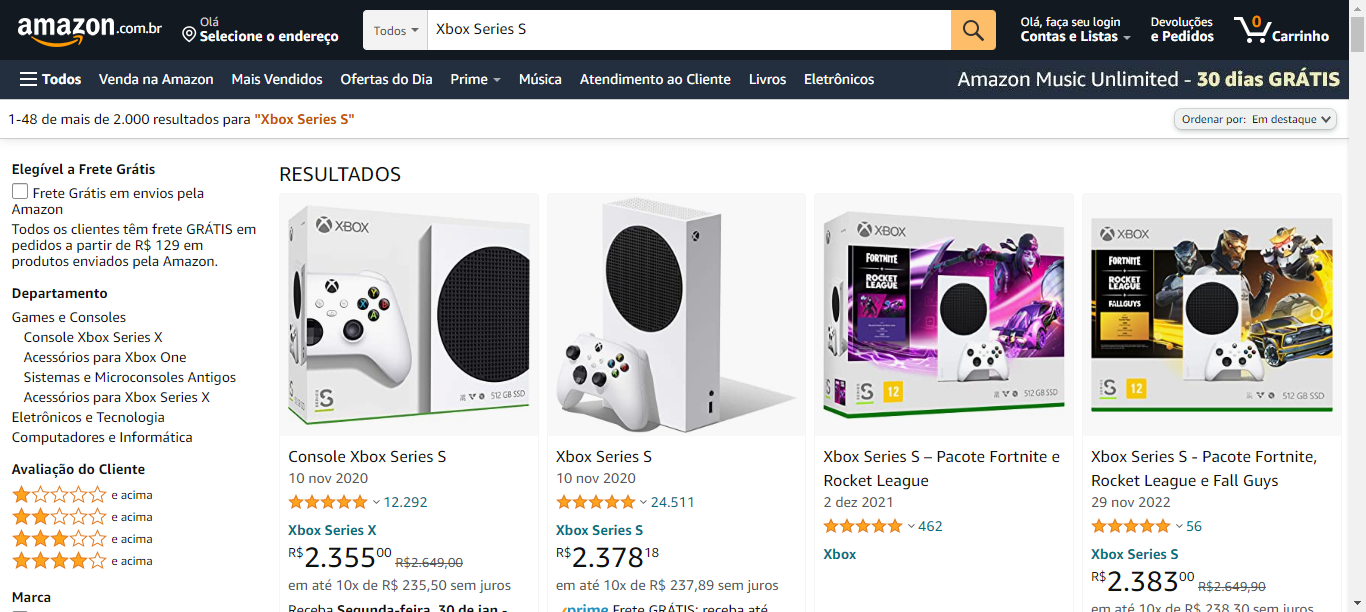 amazon.com.br
Olá
Selecione o endereço
Todos
Xbox Series S
Olá, faça seu login
Contas e Listas
Devoluções
e Pedidos
0
Carrinho
Todos Venda na Amazon Mais Vendidos Ofertas do Dia Prime Música Atendimento ao Cliente Livros Eletrônicos
Amazon Music Unlimited - 30 dias GRÁTIS
1-48 de mais de 2.000 resultados para "Xbox Series S"
Ordenar por: Em destaque
Elegível a Frete Grátis
Frete Grátis em envios pela
Amazon
Todos os clientes têm frete GRÁTIS em
pedidos a partir de R$ 129 em
produtos enviados pela Amazon.
Departamento
Games e Consoles
Console Xbox Series X
Acessórios para Xbox One
Sistemas e Microconsoles Antigos
Acessórios para Xbox Series X
Eletrônicos e Tecnologia
Computadores e Informática
Avaliação do Cliente
e acima
e acima
e acima
e acima
Marca
RESULTADOS
XBOX
SERIES S
512 GB SSD
Console Xbox Series S
10 nov 2020
12.292
Xbox Series X
R$2.35500 R$2.649,00
em até 10x de R$ 235,50 sem juros
Receba Segunda-feira, 30 de jan -
Xbox Series S
10 nov 2020
24.511
Xbox Series S
R$2.37818
em até 10x de R$ 237,89 sem juros
prime Frete GRÁTIS: receba até
XBOX
FORTNITE
ROCKET
LEAGUE
SERIES S
12
512 GB SSD
Xbox Series S – Pacote Fortnite e
Rocket League
2 dez 2021
462
Xbox
XBOX
FORTNITE
ROCKET
LEAGUE
FALL GUYS
SERIES S
12
512 GB SSD
Xbox Series S - Pacote Fortnite,
Rocket League e Fall Guys
29 nov 2022
56
Xbox Series S
R$2.38300 R$2.649,90
em até 10x de R$ 238,30 sem juros